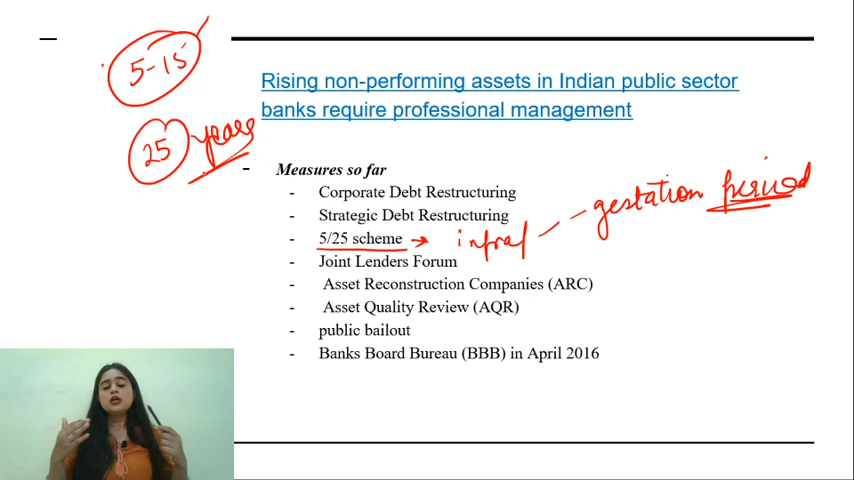 5-15
25 years
Rising non-performing assets in Indian public sector
banks require professional management
- Measures so far
- Corporate Debt Restructuring
- Strategic Debt Restructuring
- 5/25 scheme → infra - - gestation period
- Joint Lenders Forum
- Asset Reconstruction Companies (ARC)
- Asset Quality Review (AQR)
- public bailout
- Banks Board Bureau (BBB) in April 2016